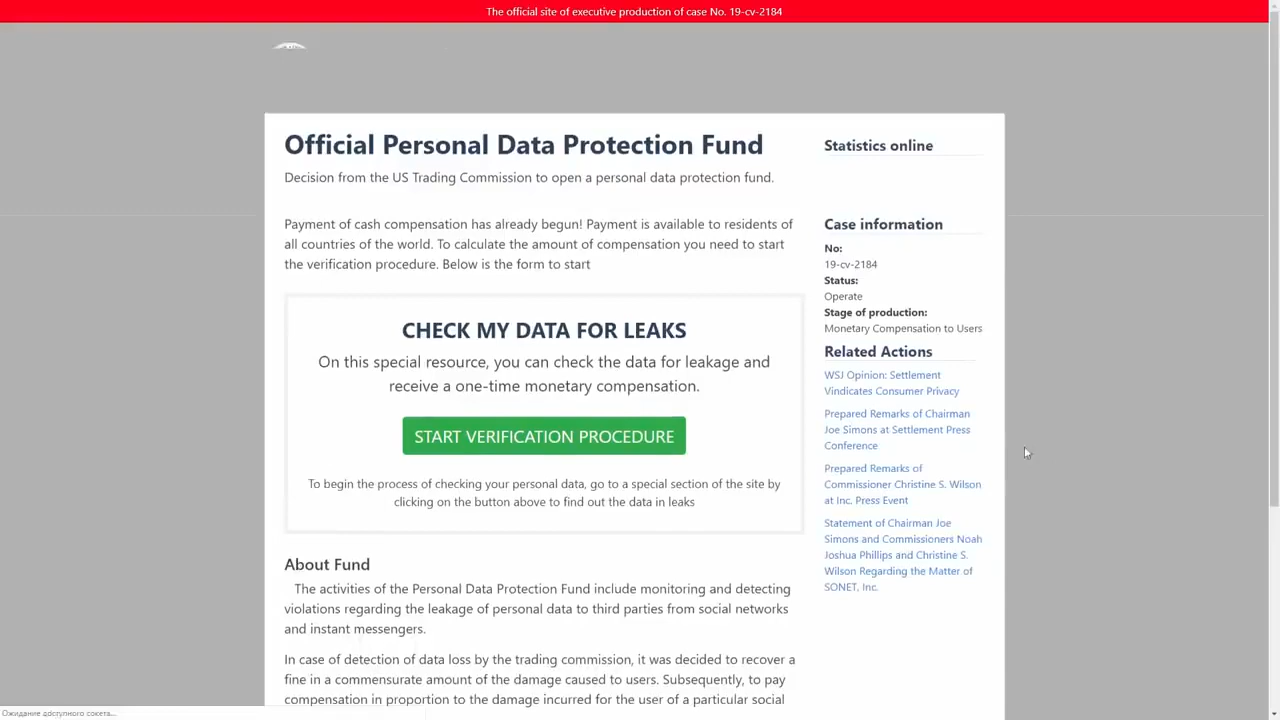 The official site of executive production of case No. 19-cv-2184
Official Personal Data Protection Fund
Decision from the US Trading Commission to open a personal data protection fund.
Payment of cash compensation has already begun! Payment is available to residents of
all countries of the world. To calculate the amount of compensation you need to start
the verification procedure. Below is the form to start
CHECK MY DATA FOR LEAKS
On this special resource, you can check the data for leakage and
receive a one-time monetary compensation.
START VERIFICATION PROCEDURE
To begin the process of checking your personal data, go to a special section of the site by
clicking on the button above to find out the data in leaks
About Fund
The activities of the Personal Data Protection Fund include monitoring and detecting
violations regarding the leakage of personal data to third parties from social networks
and instant messengers.
In case of detection of data loss by the trading commission, it was decided to recover a
fine in a commensurate amount of the damage caused to users. Subsequently, to pay
compensation in proportion to the damage incurred for the user of a particular social
Statistics online
Case information
No:
19-cv-2184
Status:
Operate
Stage of production:
Monetary Compensation to Users
Related Actions
WSJ Opinion: Settlement
Vindicates Consumer Privacy
Prepared Remarks of Chairman
Joe Simons at Settlement Press
Conference
Prepared Remarks of
Commissioner Christine S. Wilson
at Inc. Press Event
Statement of Chairman Joe
Simons and Commissioners Noah
Joshua Phillips and Christine S.
Wilson Regarding the Matter of
SONET, Inc.
Ожидание доступного сокета...